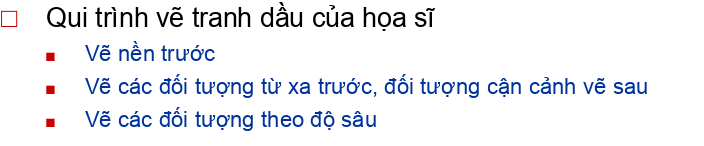 Qui trình vẽ tranh dầu của họa sĩ
Vẽ nền trước
Vẽ các đối tượng từ xa trước, đối tượng cận cảnh vẽ sau
Vẽ các đối tượng theo độ sâu